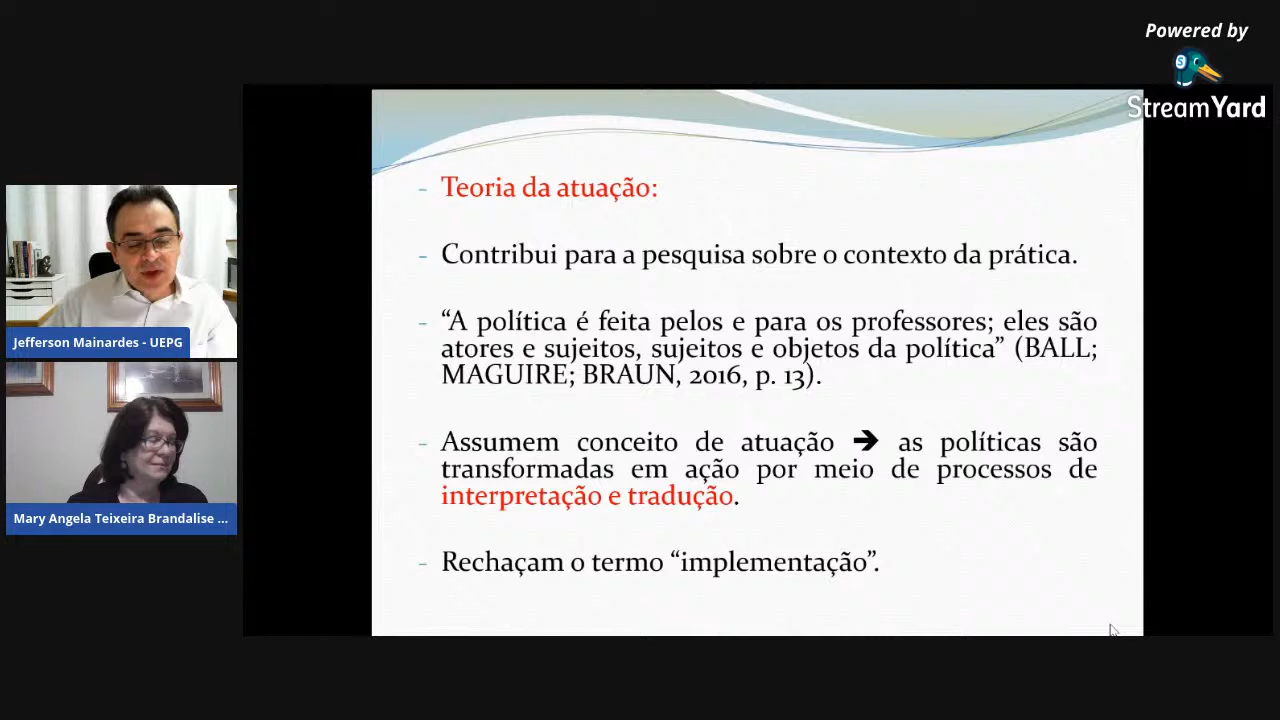 Powered by
StreamYard
- Teoria da atuação:
- Contribui para a pesquisa sobre o contexto da prática.
- “A política é feita pelos e para os professores; eles são
atores e sujeitos, sujeitos e objetos da política” (BALL;
MAGUIRE; BRAUN, 2016, p. 13).
- Assumem conceito de atuação ➔ as políticas são
transformadas em ação por meio de processos de
interpretação e tradução.
- Rechaçam o termo “implementação”.
Jefferson Mainardes - UEPG
Mary Angela Teixeira Brandalise ...